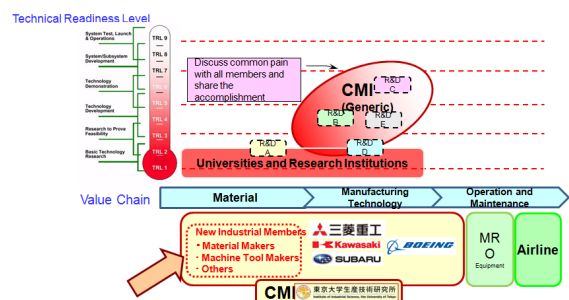 Technical Readiness Level
System Test, Launch
& Operations
TRL 9
TRL 8
System/Subsystem
Development
TRL 7
Technology
Demonstration
TRL 6
TRL 5
Technology
Development
TRL 4
Research to Prove
Feasibility
TRL 3
Basic Technology
Research
TRL 2
TRL 1
Discuss common pain
with all members and
share the
accomplishment
CMI
(Generic)
R&D
C
R&D
B
R&D
E
R&D
A
R&D
D
Universities and Research Institutions
Value Chain
Material
Manufacturing
Technology
Operation and
Maintenance
New Industrial Members
・Material Makers
・Machine Tool Makers
・Others
三菱重工
Kawasaki
BOEING
SUBARU
MR
O
Equipment
Airline
CMI
東京大学生産技術研究所
Institute of Industrial Science, the University of Tokyo